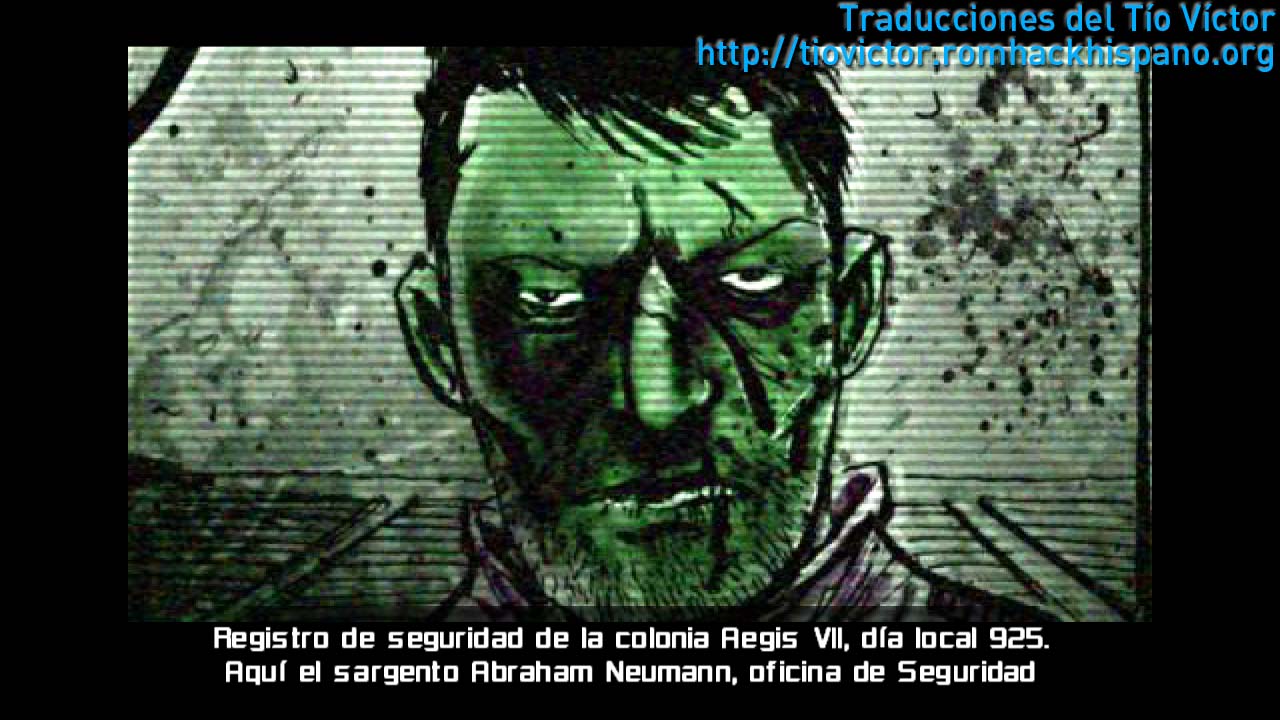 Traducciones del Tío Víctor
http://tiovictor.romhackhispano.org
Registro de seguridad de la colonia Aegis VII, día local 925.
Aquí el sargento Abraham Neumann, oficina de Seguridad